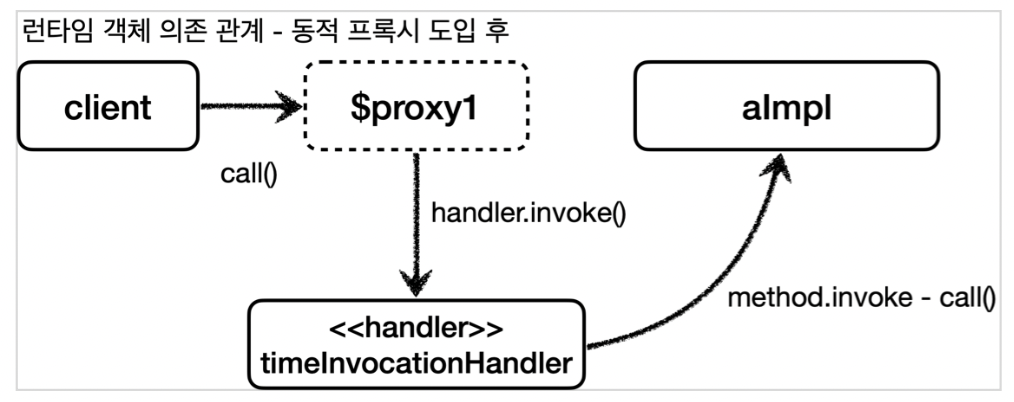 런타임 객체 의존 관계 - 동적 프록시 도입 후
client
$proxy1
aImpl
call()
handler.invoke()
method.invoke - call()
<<handler>>
timeInvocationHandler